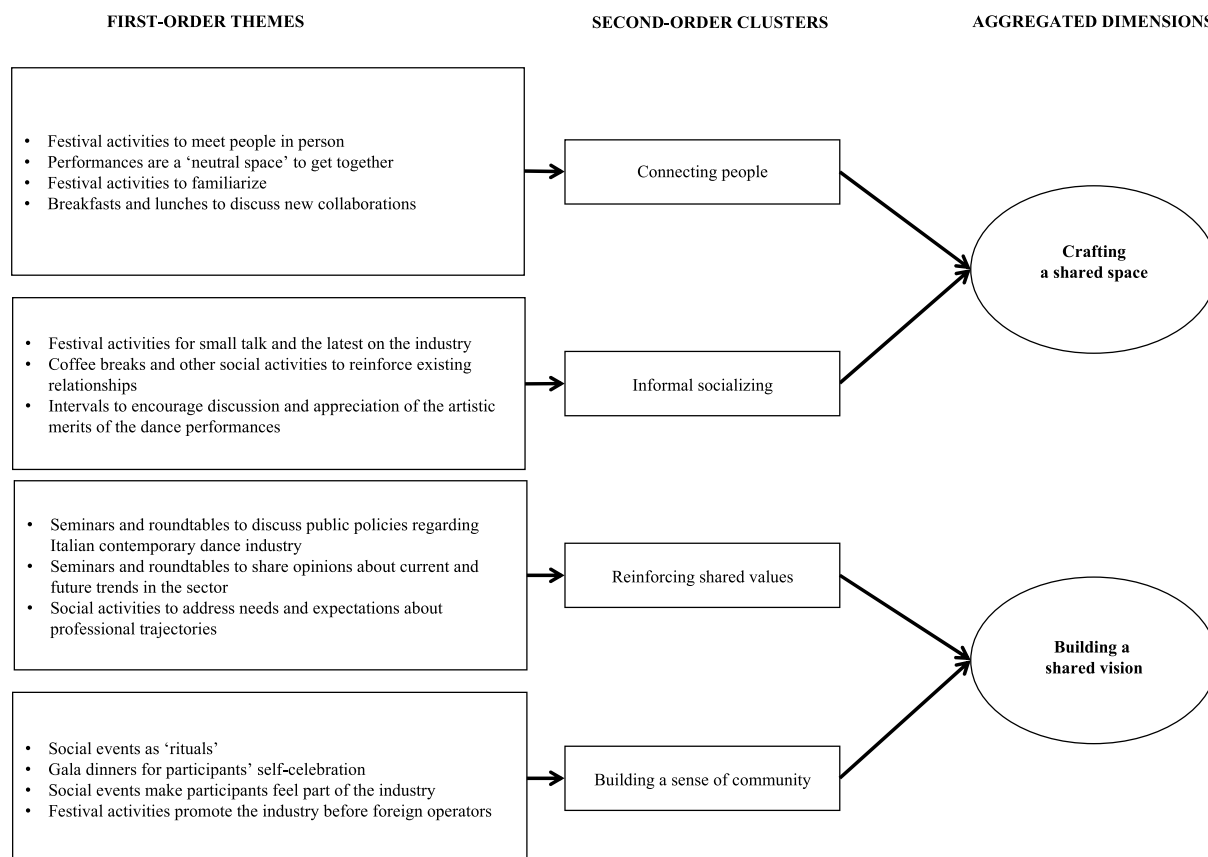 FIRST-ORDER THEMES
SECOND-ORDER CLUSTERS
AGGREGATED DIMENSIONS
• Festival activities to meet people in person
• Performances are a ‘neutral space’ to get together
• Festival activities to familiarize
• Breakfasts and lunches to discuss new collaborations
Connecting people
Crafting
a shared space
• Festival activities for small talk and the latest on the industry
• Coffee breaks and other social activities to reinforce existing
relationships
• Intervals to encourage discussion and appreciation of the artistic
merits of the dance performances
Informal socializing
• Seminars and roundtables to discuss public policies regarding
Italian contemporary dance industry
• Seminars and roundtables to share opinions about current and
future trends in the sector
• Social activities to address needs and expectations about
professional trajectories
Reinforcing shared values
Building a
shared vision
• Social events as ‘rituals’
• Gala dinners for participants’ self-celebration
• Social events make participants feel part of the industry
• Festival activities promote the industry before foreign operators
Building a sense of community